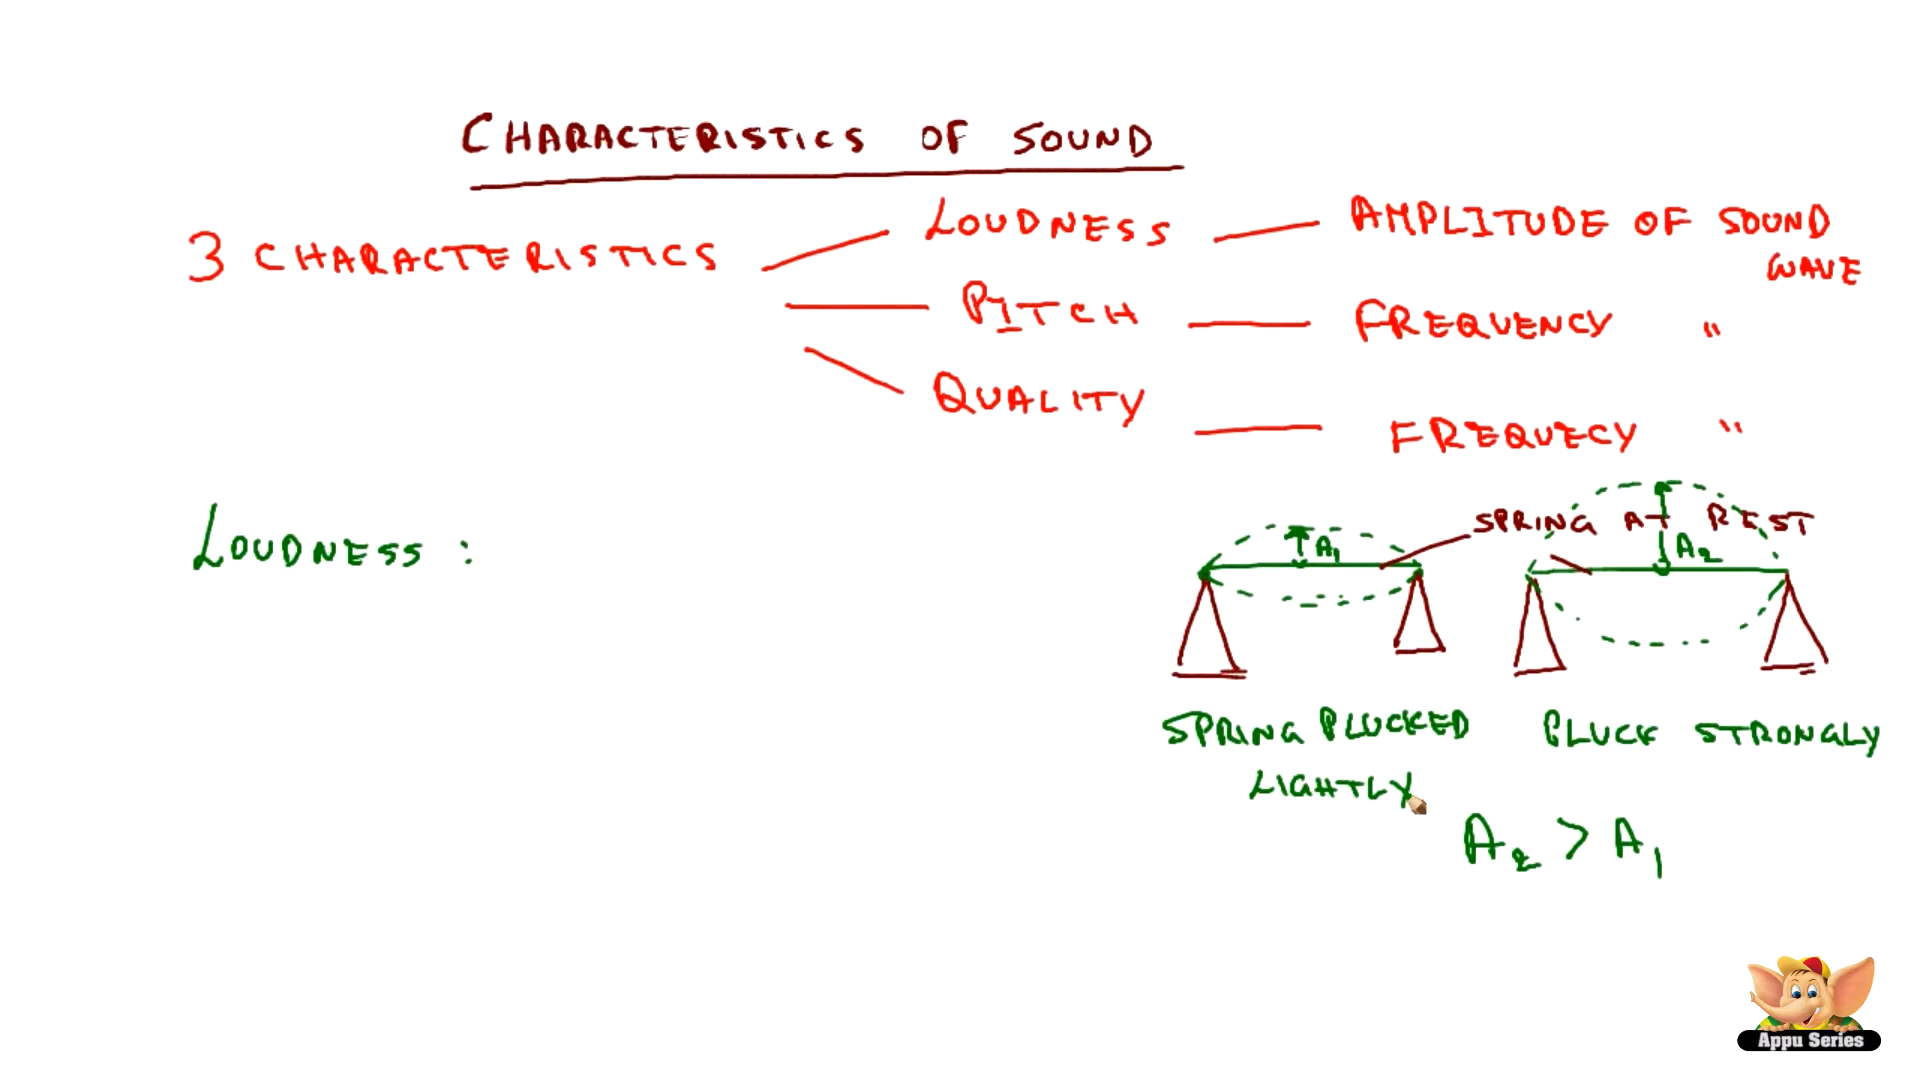 CHARACTERISTICS OF SOUND
3 CHARACTERISTICS
LOUDNESS
AMPLITUDE OF SOUND
WAVE
PITCH
FREQUENCY "
QUALITY
FREQUECY "
LOUDNESS :
SPRING AT REST
A1
A2
SPRING PLUCKED
LIGHTLY
PLUCK STRONGLY
A2 > A1
Appu Series